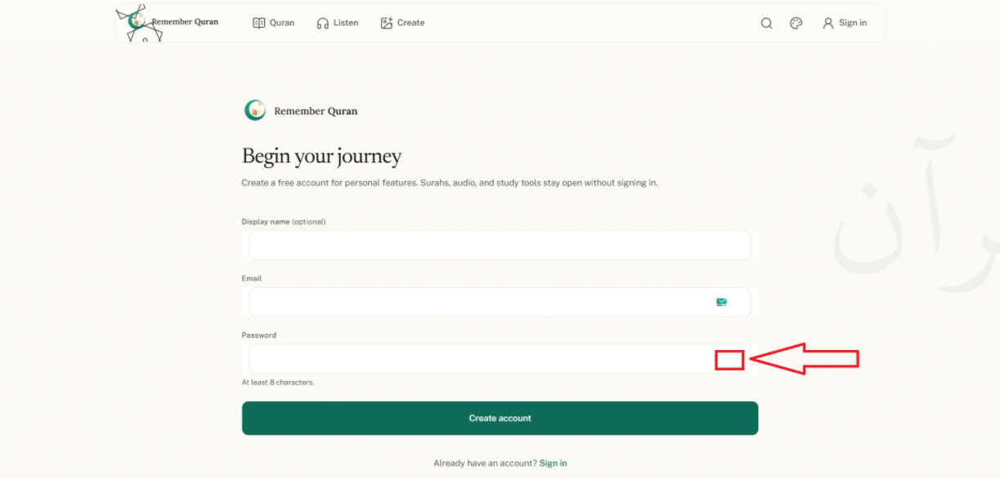 Remember Quran
Quran
Listen
Create
Sign in
Remember Quran
Begin your journey
Create a free account for personal features. Surahs, audio, and study tools stay open without signing in.
Display name (optional)
Email
Password
At least 8 characters.
Create account
Already have an account? Sign in
قرآن